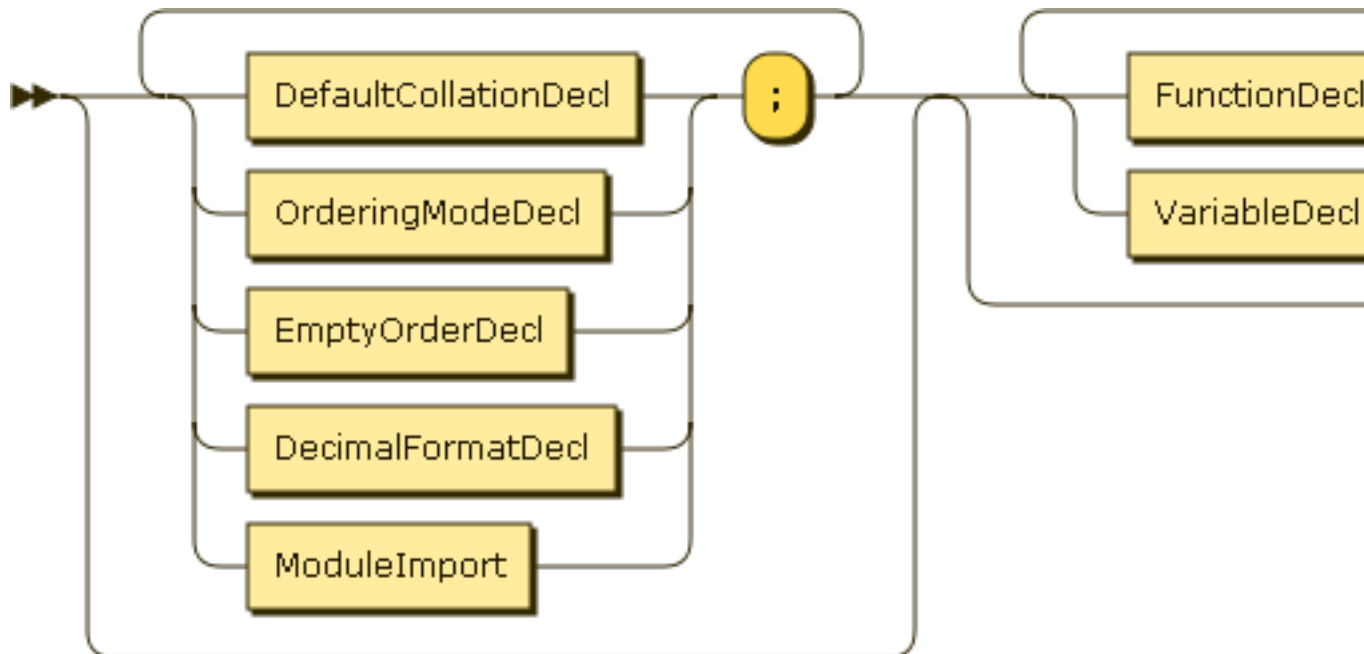 DefaultCollationDecl ; FunctionDecl
OrderingModeDecl VariableDecl
EmptyOrderDecl
DecimalFormatDecl
ModuleImport